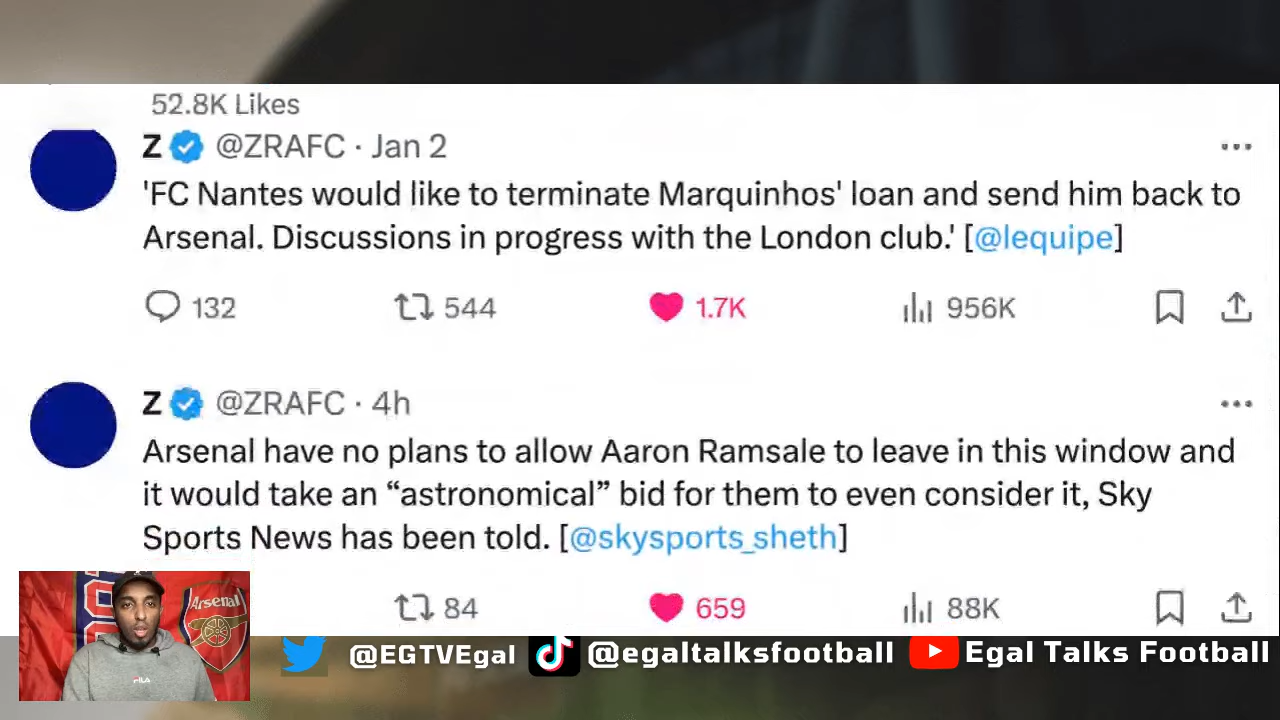 52.8K Likes
Z @ZRAFC · Jan 2
'FC Nantes would like to terminate Marquinhos' loan and send him back to
Arsenal. Discussions in progress with the London club.' [@lequipe]
132 544 1.7K 956K
Z @ZRAFC · 4h
Arsenal have no plans to allow Aaron Ramsale to leave in this window and
it would take an “astronomical” bid for them to even consider it, Sky
Sports News has been told. [@skysports_sheth]
84 659 88K
Arsenal
FILA
@EGTVEgal @egaltalksfootball Egal Talks Football